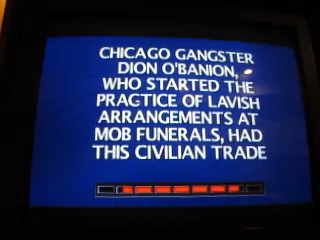 CHICAGO GANGSTER
DION O'BANION,
WHO STARTED THE
PRACTICE OF LAVISH
ARRANGEMENTS AT
MOB FUNERALS, HAD
THIS CIVILIAN TRADE